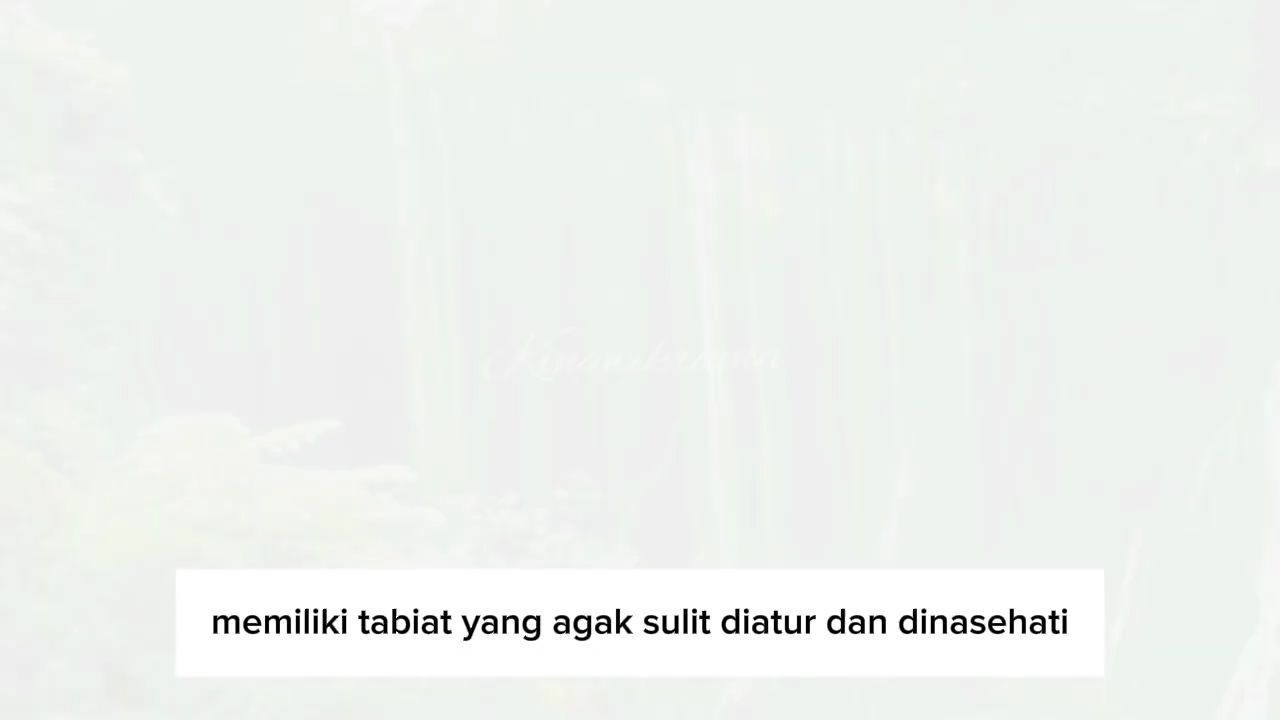 memiliki tabiat yang agak sulit diatur dan dinasehati